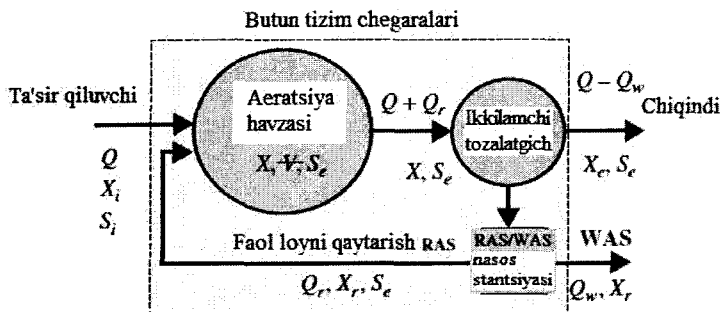 Butun tizim chegaralari
Ta'sir qiluvchi
Q
X_i
S_i
Aeratsiya
havzasi
X, V, S_e
Q + Q_r
X, S_e
Ikkilamchi
tozalatgich
Q – Q_w
Chiqindi
X_e, S_e
Faol loyni qaytarish RAS
Q_r, X_r, S_e
RAS/WAS
nasos
stantsiyasi
WAS
Q_w, X_r